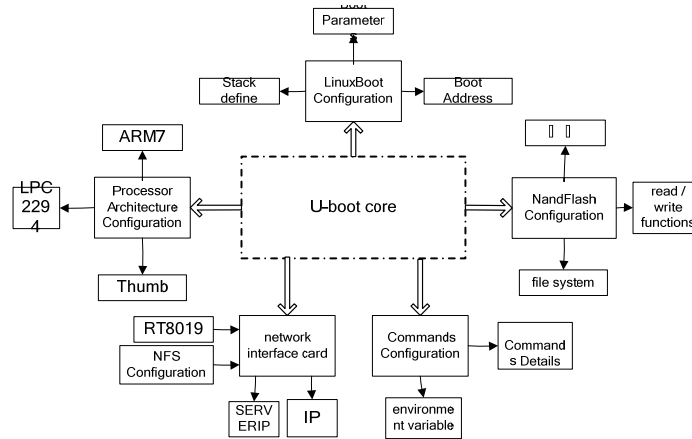 Boot
Parameter
s
Stack
define
LinuxBoot
Configuration
Boot
Address
ARM7
LPC
229
4
Processor
Architecture
Configuration
Thumb
U-boot core
NandFlash
Configuration
read /
write
functions
file system
RT8019
NFS
Configuration
network
interface card
SERV
ERIP
IP
Commands
Configuration
Command
s Details
environme
nt variable